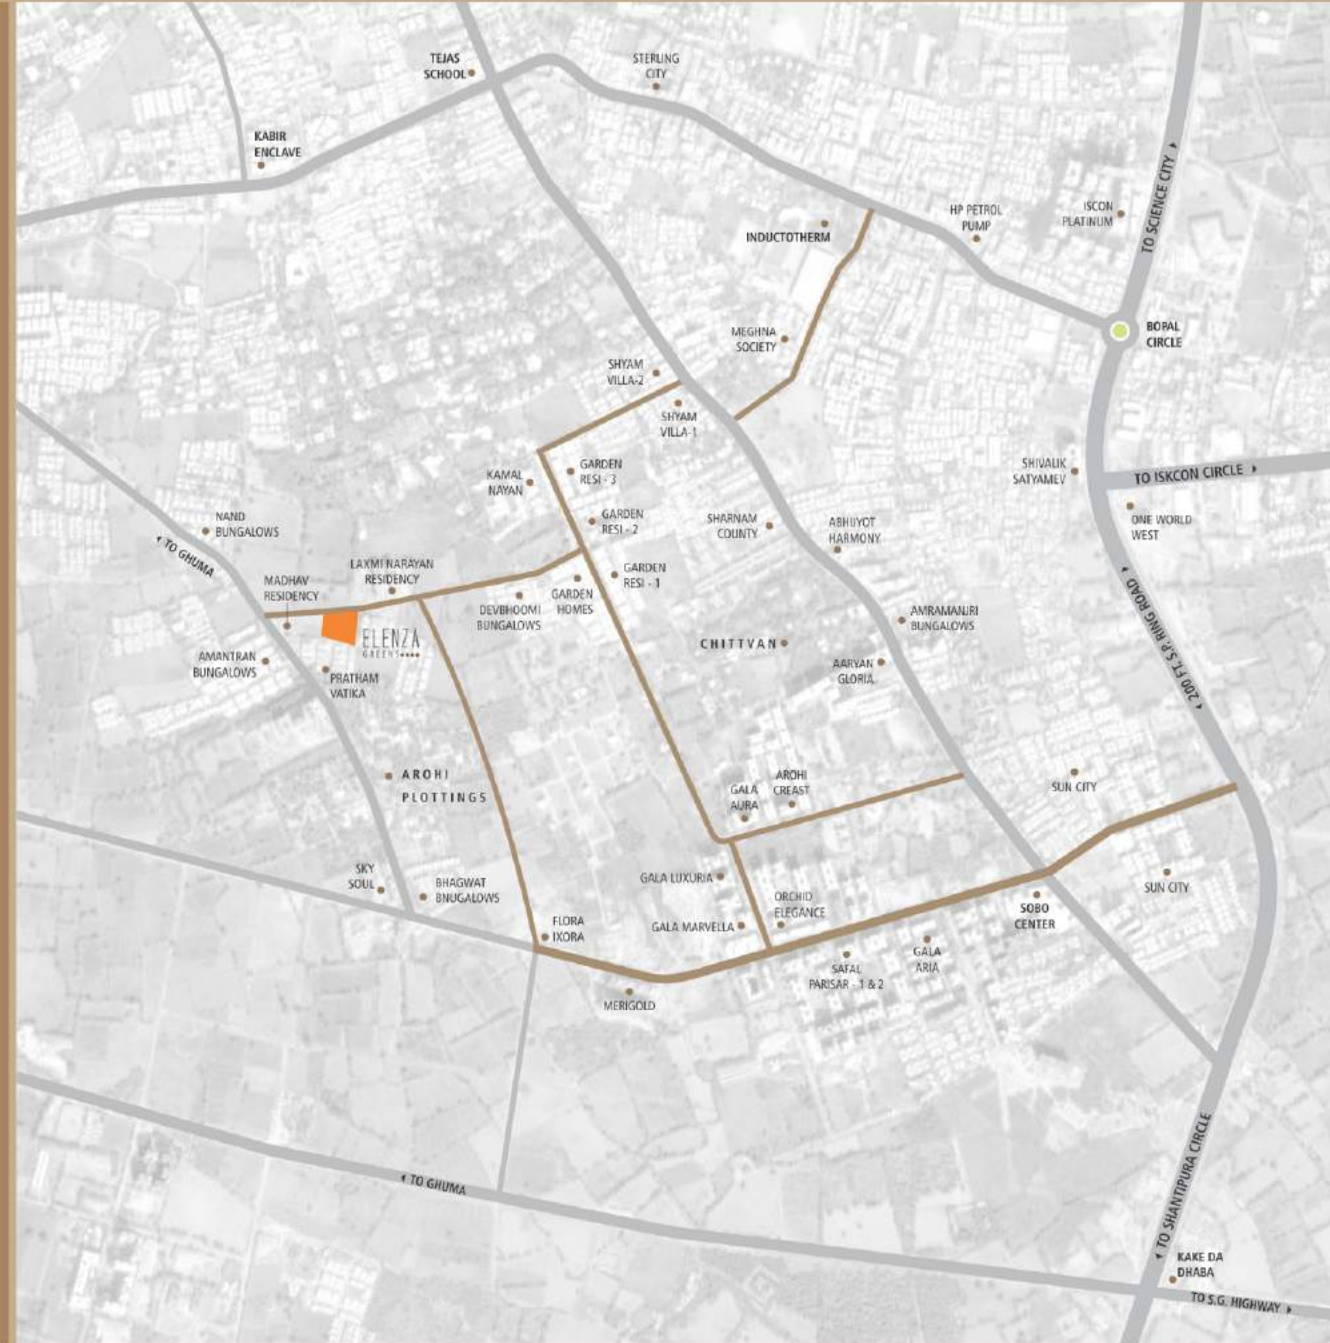 TEJAS
SCHOOL
STERLING
CITY
KABIR
ENCLAVE
TO SCIENCE CITY
HP PETROL
PUMP
ISCON
PLATINUM
INDUCTOTHERM
BOPAL
CIRCLE
MEGHNA
SOCIETY
SHYAM
VILLA-2
SHYAM
VILLA-1
KAMAL
NAYAN
GARDEN
RESI - 3
SHIVALIK
SATYAMEV
TO ISKCON CIRCLE
ONE WORLD
WEST
NAND
BUNGALOWS
TO GHUMA
GARDEN
RESI - 2
SHARNAM
COUNTY
ABHUYOT
HARMONY
LAXMI NARAYAN
RESIDENCY
MADHAV
RESIDENCY
GARDEN
RESI - 1
GARDEN
HOMES
DEVBHOOMI
BUNGALOWS
200 FT. S.P. RING ROAD
AMRAMANJRI
BUNGALOWS
ELENZA
GREENS
CHITTVAN
AMANTRAN
BUNGALOWS
PRATHAM
VATIKA
AARYAN
GLORIA
AROHI
PLOTTINGS
GALA
AURA
AROHI
CREAST
SUN CITY
SKY
SOUL
BHAGWAT
BNUGALOWS
GALA LUXURIA
ORCHID
ELEGANCE
SUN CITY
FLORA
IXORA
GALA MARVELLA
SOBO
CENTER
GALA
ARIA
SAFAL
PARISAR - 1 & 2
MERIGOLD
TO GHUMA
TO SHANTIPURA CIRCLE
KAKE DA
DHABA
TO S.G. HIGHWAY